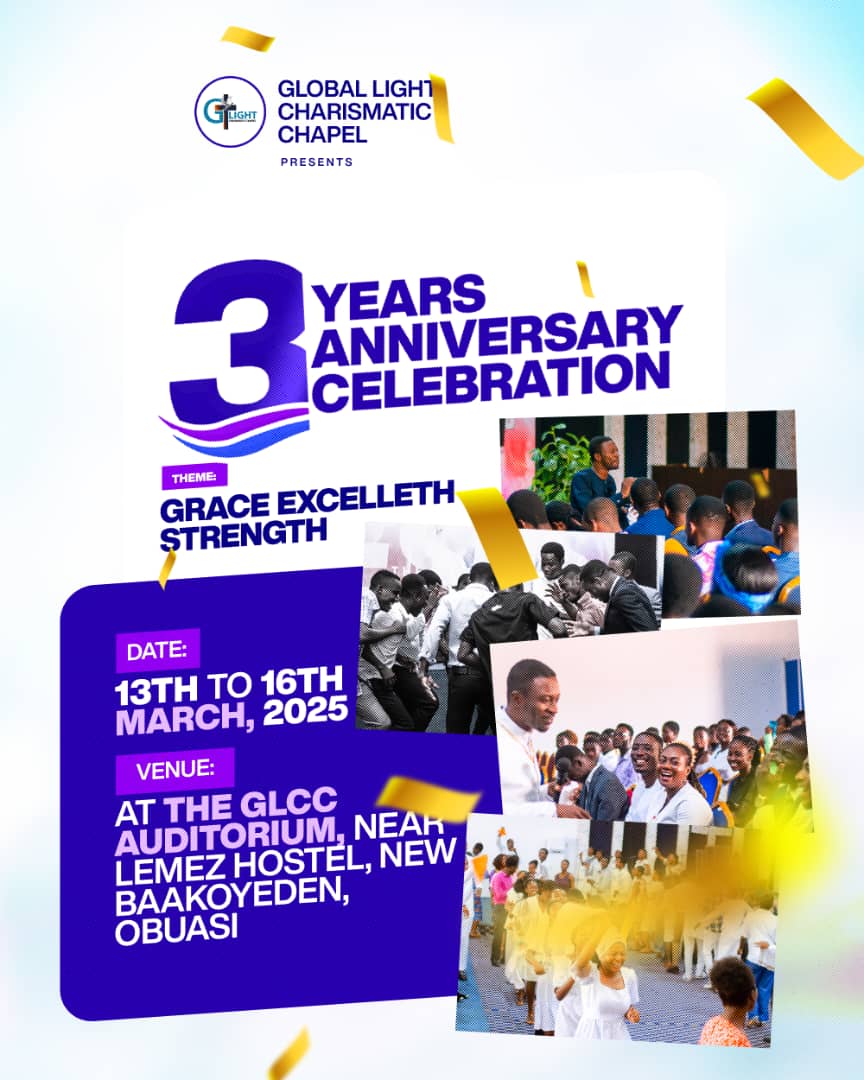 GLOBAL LIGHT
CHARISMATIC
CHAPEL
PRESENTS
GLIGHT
3 YEARS
ANNIVERSARY
CELEBRATION
THEME:
GRACE EXCELLETH
STRENGTH
DATE:
13TH TO 16TH
MARCH, 2025
VENUE:
AT THE GLCC
AUDITORIUM, NEAR
LEMEZ HOSTEL, NEW
BAAKOYEDEN,
OBUASI